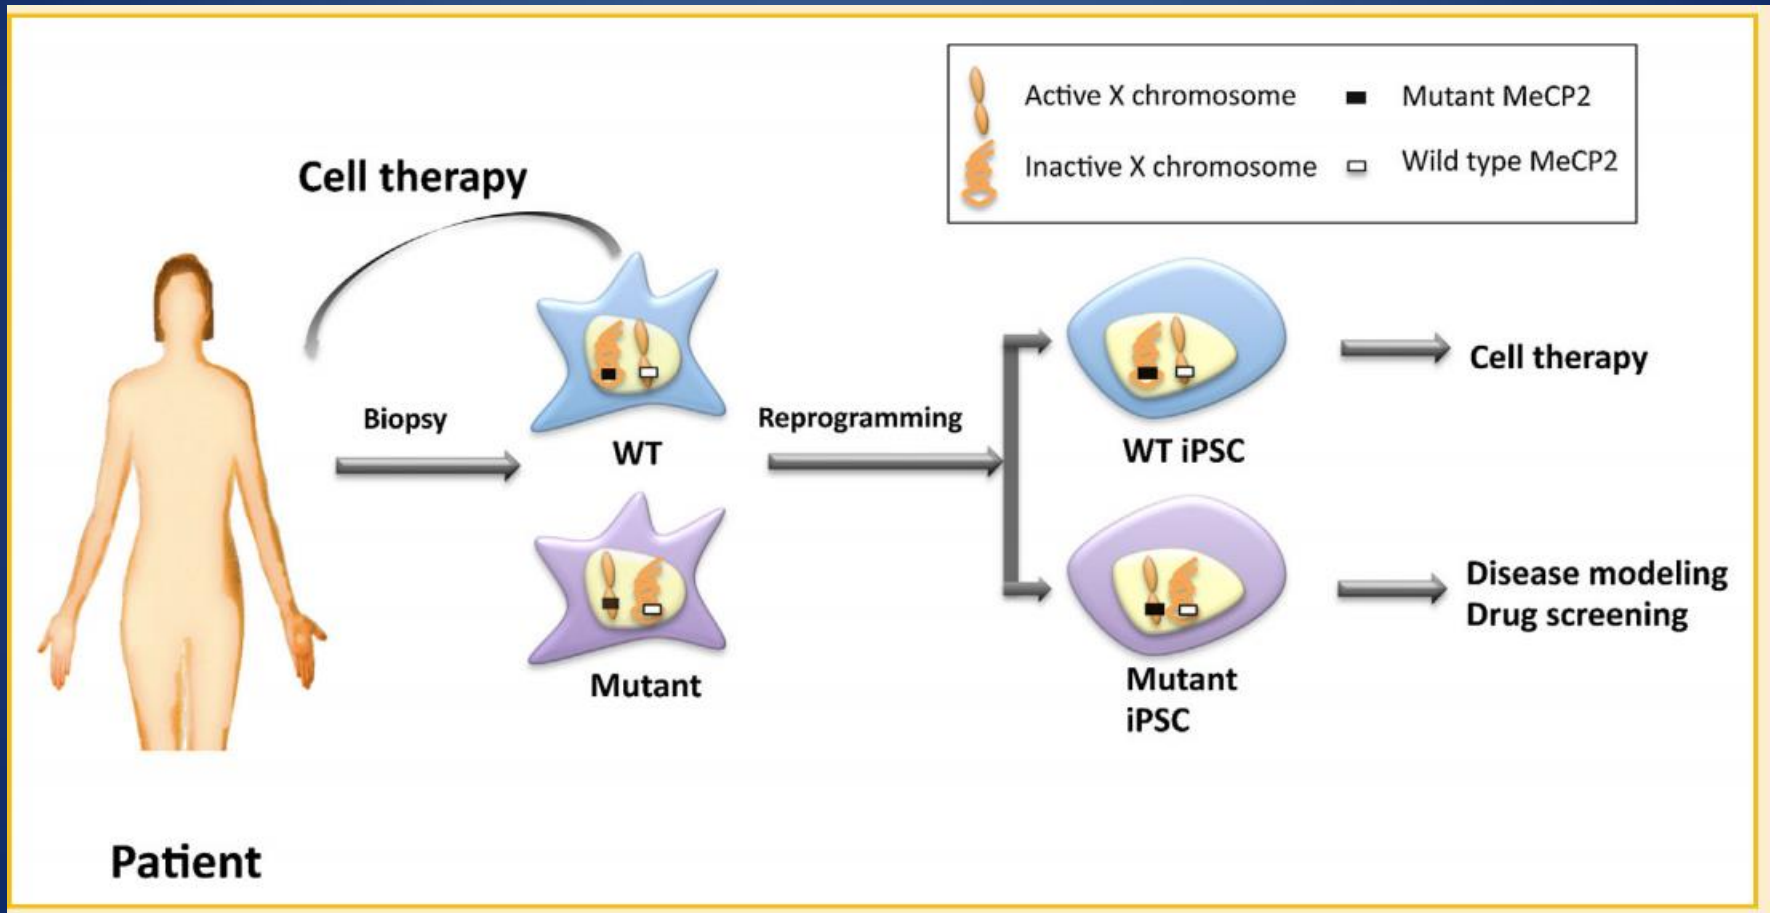 Active X chromosome
Mutant MeCP2
Inactive X chromosome
Wild type MeCP2
Cell therapy
Biopsy
WT
Mutant
Reprogramming
WT iPSC
Cell therapy
Mutant
iPSC
Disease modeling
Drug screening
Patient